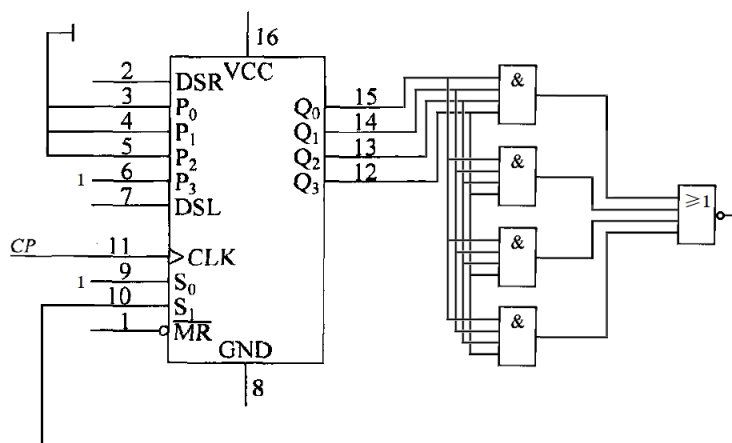 16
VCC
2 DSR
3 P0
4 P1
5 P2
1 6 P3
7 DSL
CP 11 CLK
1 9 S0
10 S1
1 MR
GND
8
Q0 15
Q1 14
Q2 13
Q3 12
&
&
&
&
≥1